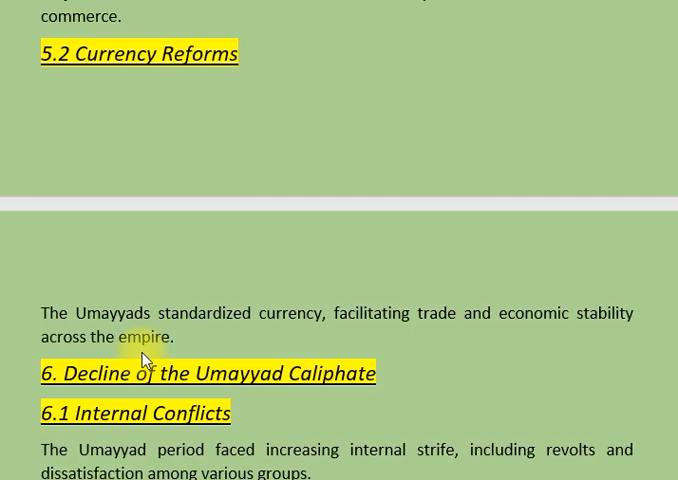 commerce.
5.2 Currency Reforms
The Umayyads standardized currency, facilitating trade and economic stability
across the empire.
6. Decline of the Umayyad Caliphate
6.1 Internal Conflicts
The Umayyad period faced increasing internal strife, including revolts and
dissatisfaction among various groups.